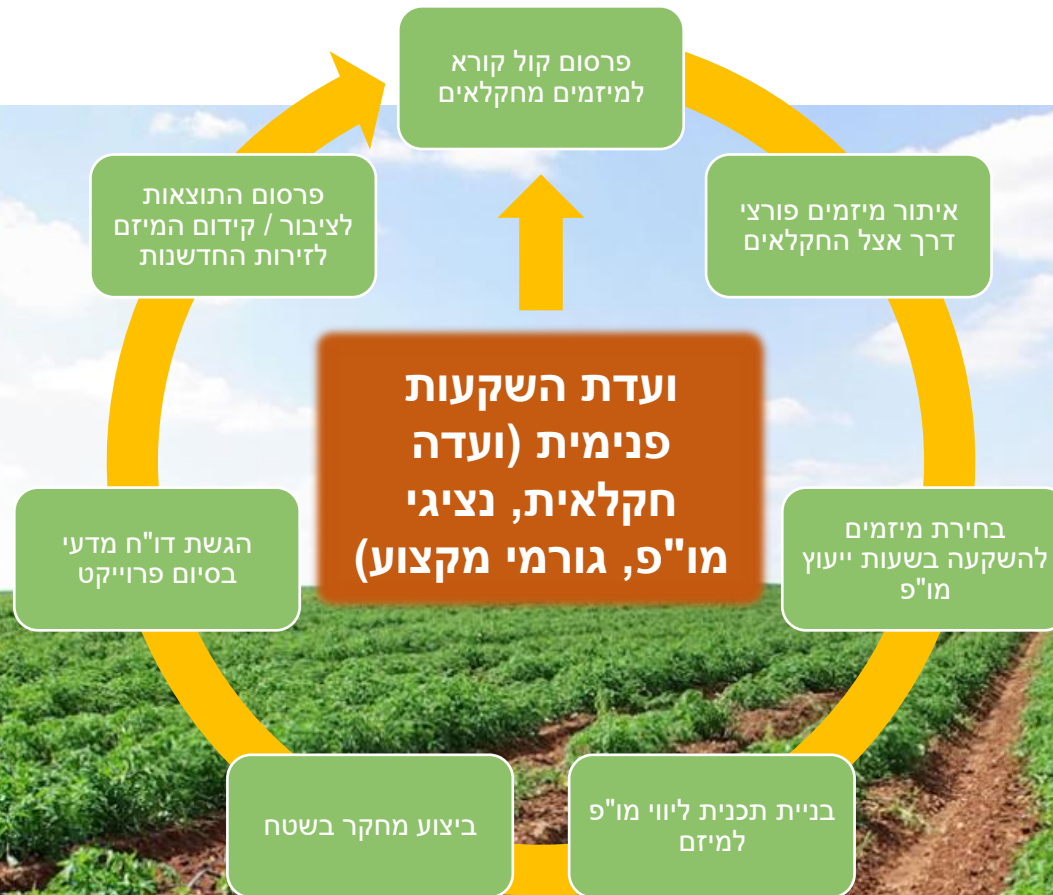 פרסום קול קורא
למיזמים מחקלאים
איתור מיזמים פורצי
דרך אצל החקלאים
בחירת מיזמים
להשקעה בשעות ייעוץ
מו"פ
בניית תכנית ליווי מו"פ
למיזם
ביצוע מחקר בשטח
הגשת דו"ח מדעי
בסיום פרוייקט
פרסום התוצאות
לציבור / קידום המיזם
לזירות החדשנות
ועדת השקעות
פנימית (ועדה
חקלאית, נציגי
מו"פ, גורמי מקצוע)